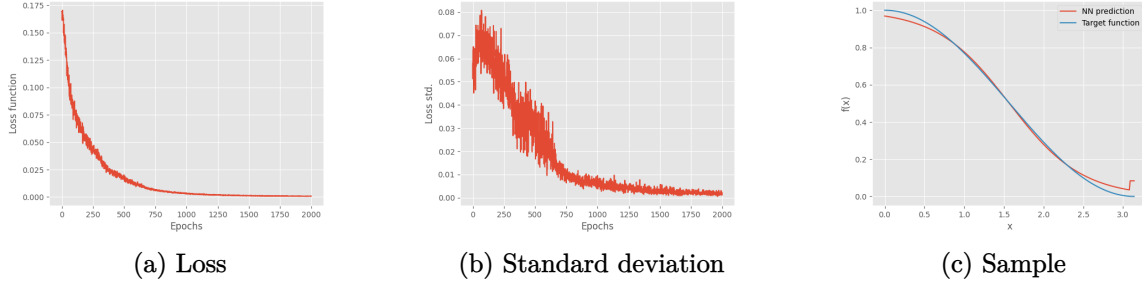 0.175
0.150
0.125
0.100
0.075
0.050
0.025
0.000
Loss function
0 250 500 750 1000 1250 1500 1750 2000
Epochs
(a) Loss
0.08
0.07
0.06
0.05
0.04
0.03
0.02
0.01
0.00
Loss std.
0 250 500 750 1000 1250 1500 1750 2000
Epochs
(b) Standard deviation
NN prediction
Target function
1.0
0.8
0.6
0.4
0.2
0.0
f(x)
0.0 0.5 1.0 1.5 2.0 2.5 3.0
x
(c) Sample